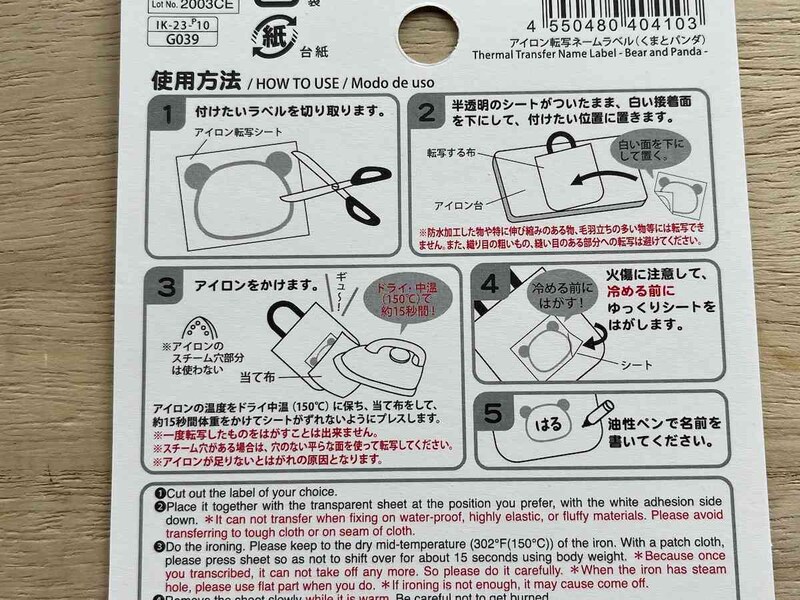 Lot No. 2003CE
IK-23-P10
G039
袋
紙
台紙
4 550480 404103
アイロン転写ネームラベル（くまとパンダ）
Thermal Transfer Name Label - Bear and Panda -
使用方法 / HOW TO USE / Modo de uso
1 付けたいラベルを切り取ります。
アイロン転写シート
2 半透明のシートがついたまま、白い接着面
を下にして、付けたい位置に置きます。
転写する布
白い面を下に
して置く。
アイロン台
※防水加工した物や特に伸び縮みのある物、毛羽立ちの多い物等には転写でき
ません。また、織り目の粗いもの、縫い目のある部分への転写は避けてください。
3 アイロンをかけます。
ギュ〜！
ドライ・中温
（150℃）で
約15秒間！
※アイロンの
スチーム穴部分
は使わない
当て布
アイロンの温度をドライ中温（150℃）に保ち、当て布をして、
約15秒間体重をかけてシートがずれないようにプレスします。
※一度転写したものをはがすことは出来ません。
※スチーム穴がある場合は、穴のない平らな面を使って転写してください。
※アイロンが足りないとはがれの原因となります。
4 火傷に注意して、
冷める前に
ゆっくりシートを
はがします。
冷める前に
はがす！
シート
5 油性ペンで名前を
書いてください。
はる
❶Cut out the label of your choice.
❷Place it together with the transparent sheet at the position you prefer, with the white adhesion side
down. ＊It can not transfer when fixing on water-proof, highly elastic, or fluffy materials. Please avoid
transferring to tough cloth or on seam of cloth.
❸Do the ironing. Please keep to the dry mid-temperature (302°F(150°C)) of the iron. With a patch cloth,
please press sheet so as not to shift over for about 15 seconds using body weight. ＊Because once
you transcribed, it can not take off any more. So please do it carefully. ＊When the iron has steam
hole, please use flat part when you do. ＊If ironing is not enough, it may cause come off.
❹Remove the sheet slowly while it is warm. Be careful not to get burned.